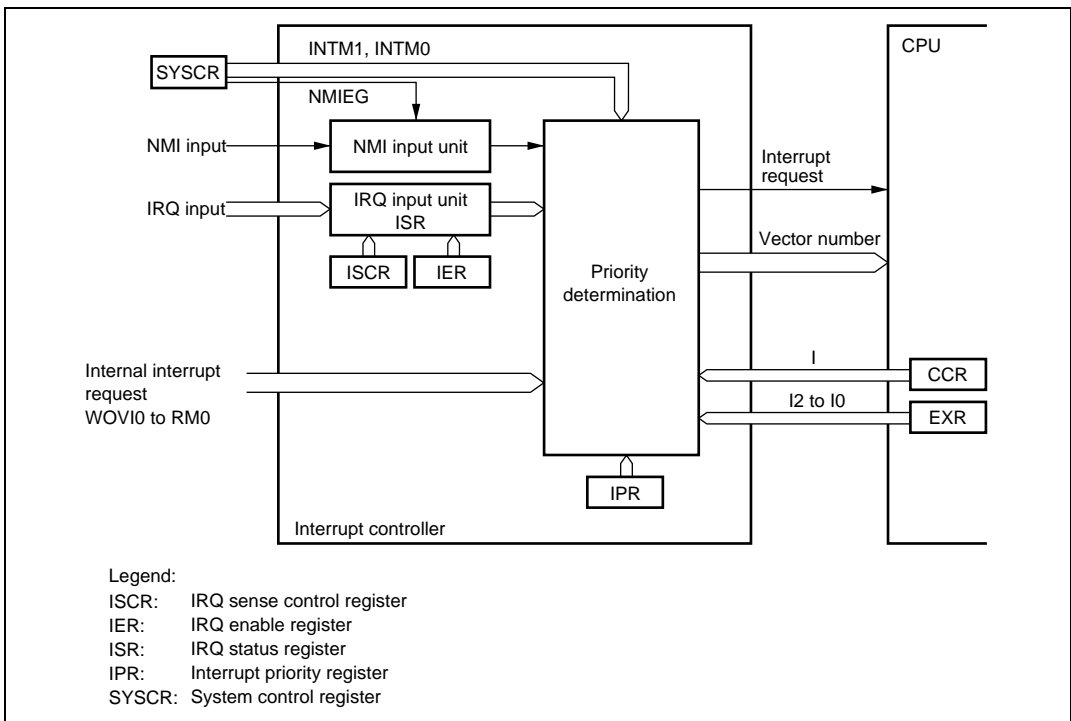 INTM1, INTM0
CPU
SYSCR
NMIEG
NMI input
NMI input unit
Interrupt
request
IRQ input
IRQ input unit
ISR
Vector number
ISCR
IER
Priority
determination
Internal interrupt
request
WOVI0 to RM0
I
CCR
I2 to I0
EXR
IPR
Interrupt controller
Legend:
ISCR: IRQ sense control register
IER: IRQ enable register
ISR: IRQ status register
IPR: Interrupt priority register
SYSCR: System control register